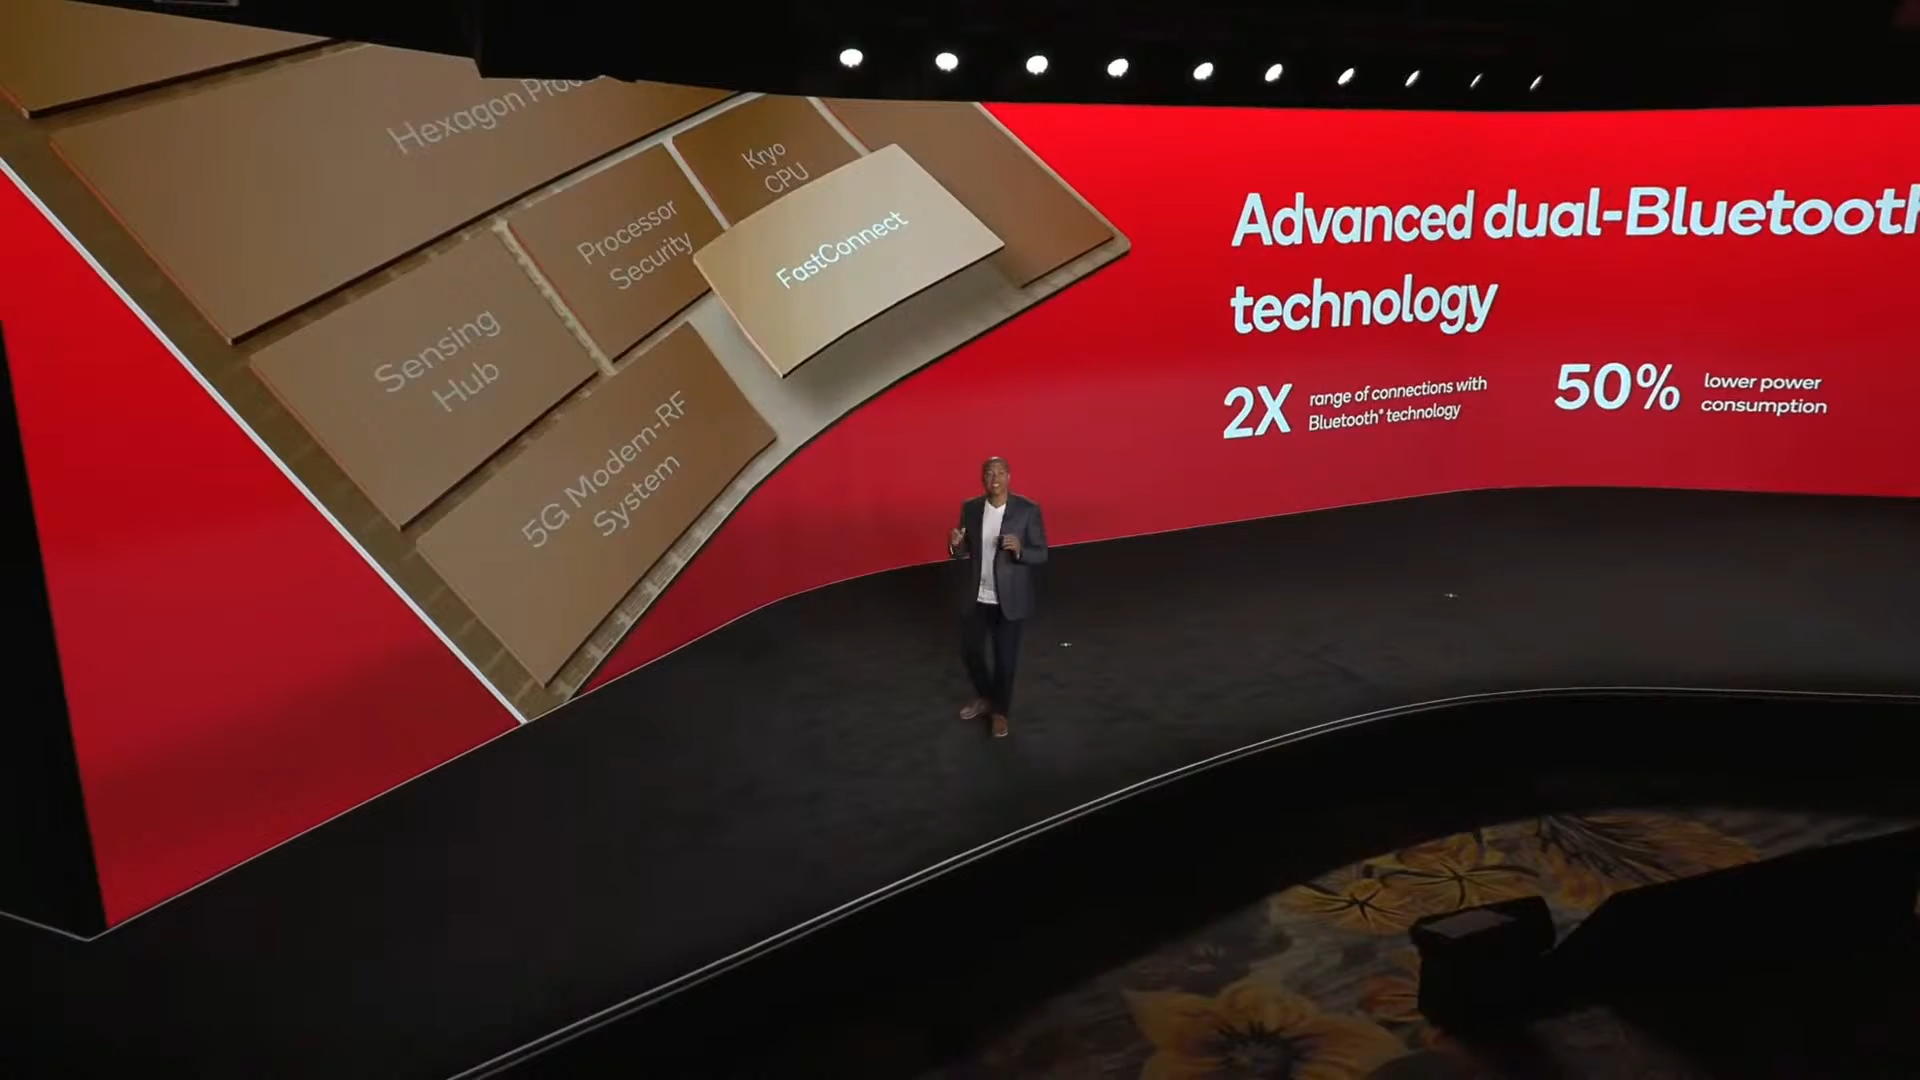 Hexagon
Kryo
CPU
Processor
Security
FastConnect
Sensing
Hub
5G Modem-RF
System
Advanced dual-Bluetooth
technology
2X
range of connections with
Bluetooth® technology
50%
lower power
consumption